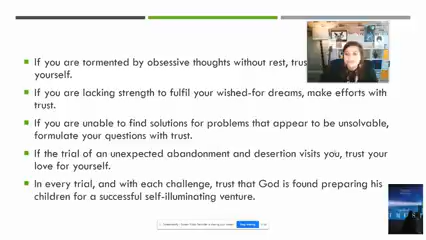 If you are tormented by obsessive thoughts without rest, trus
yourself.
If you are lacking strength to fulfil your wished-for dreams, make efforts with
trust.
If you are unable to find solutions for problems that appear to be unsolvable,
formulate your questions with trust.
If the trial of an unexpected abandonment and desertion visits you, trust your
love for yourself.
In every trial, and with each challenge, trust that God is found preparing his
children for a successful self-illuminating venture.
TRUST